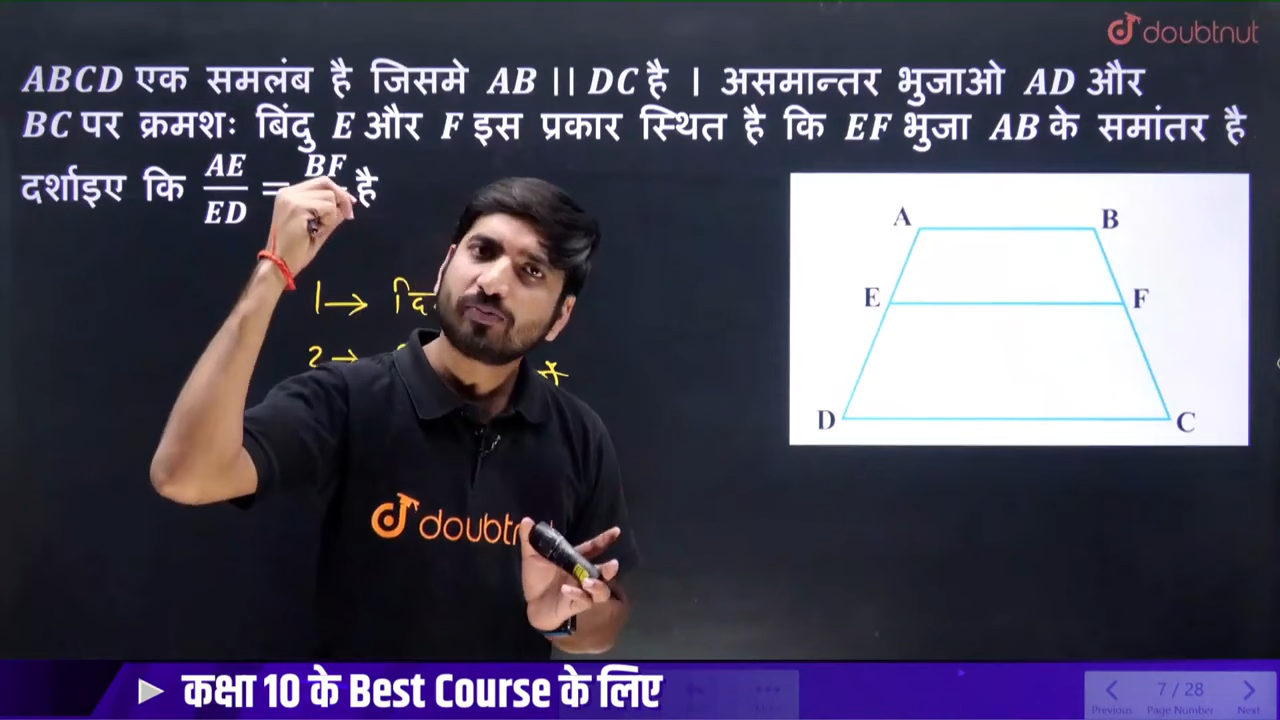 doubtnut
ABCD एक समलंब है जिसमे AB || DC है । असमान्तर भुजाओ AD और
BC पर क्रमशः बिंदु E और F इस प्रकार स्थित है कि EF भुजा AB के समांतर है
दर्शाइए कि AE/ED = BF है
A B
E F
D C
1 →
2 →
doubtn
कक्षा 10 के Best Course के लिए
7 / 28
Previous Page Number Next